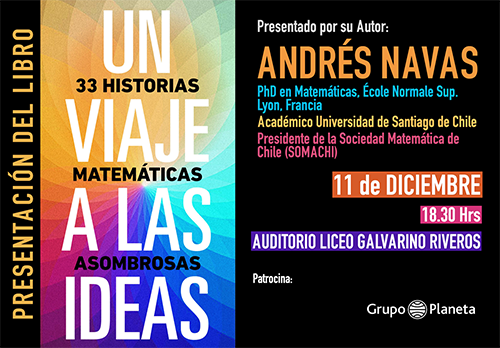 PRESENTACIÓN DEL LIBRO
UN
33 HISTORIAS
VIAJE
MATEMÁTICAS
A LAS
ASOMBROSAS
IDEAS
Presentado por su Autor:
ANDRÉS NAVAS
PhD en Matemáticas, École Normale Sup.
Lyon, Francia
Académico Universidad de Santiago de Chile
Presidente de la Sociedad Matemática de
Chile (SOMACHI)
11 de DICIEMBRE
18.30 Hrs
AUDITORIO LICEO GALVARINO RIVEROS
Patrocina:
Grupo Planeta